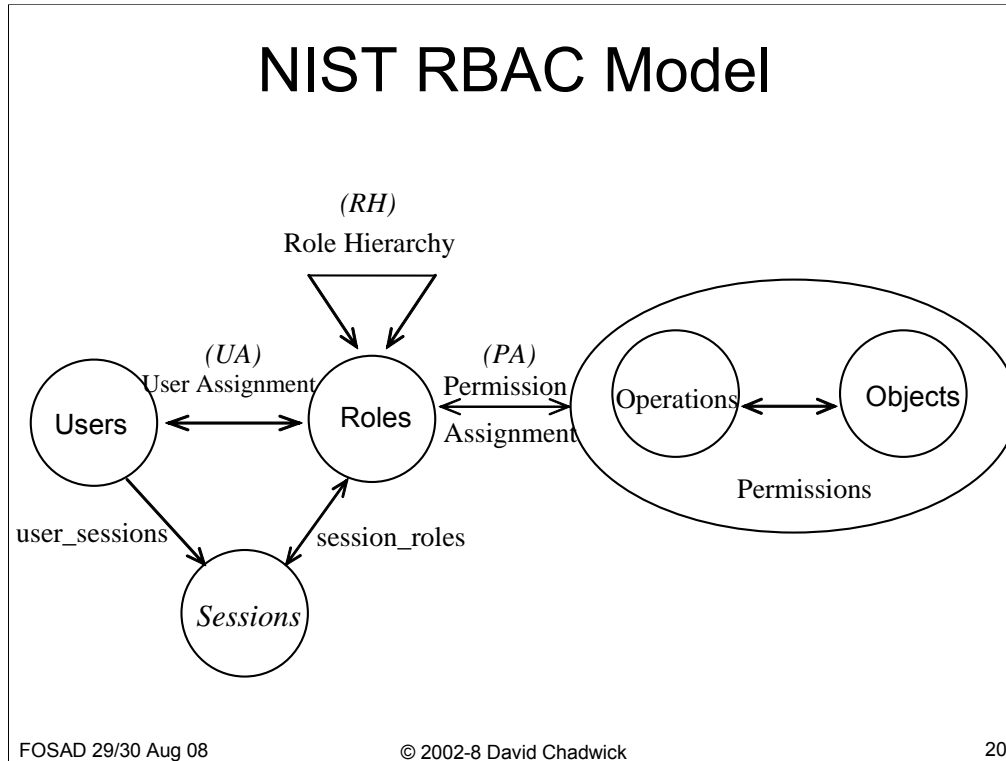 NIST RBAC Model
(RH)
Role Hierarchy
(UA)
User Assignment
(PA)
Permission
Assignment
Users
Roles
Operations
Objects
Permissions
user_sessions
session_roles
Sessions
FOSAD 29/30 Aug 08
© 2002-8 David Chadwick
20